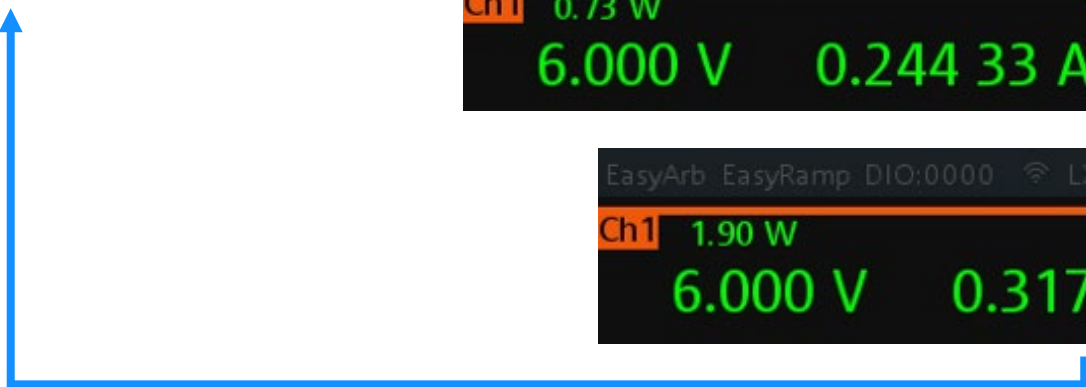 Ch1 0.73 W
6.000 V 0.244 33 A
EasyArb EasyRamp DIO:0000
Ch1 1.90 W
6.000 V 0.317